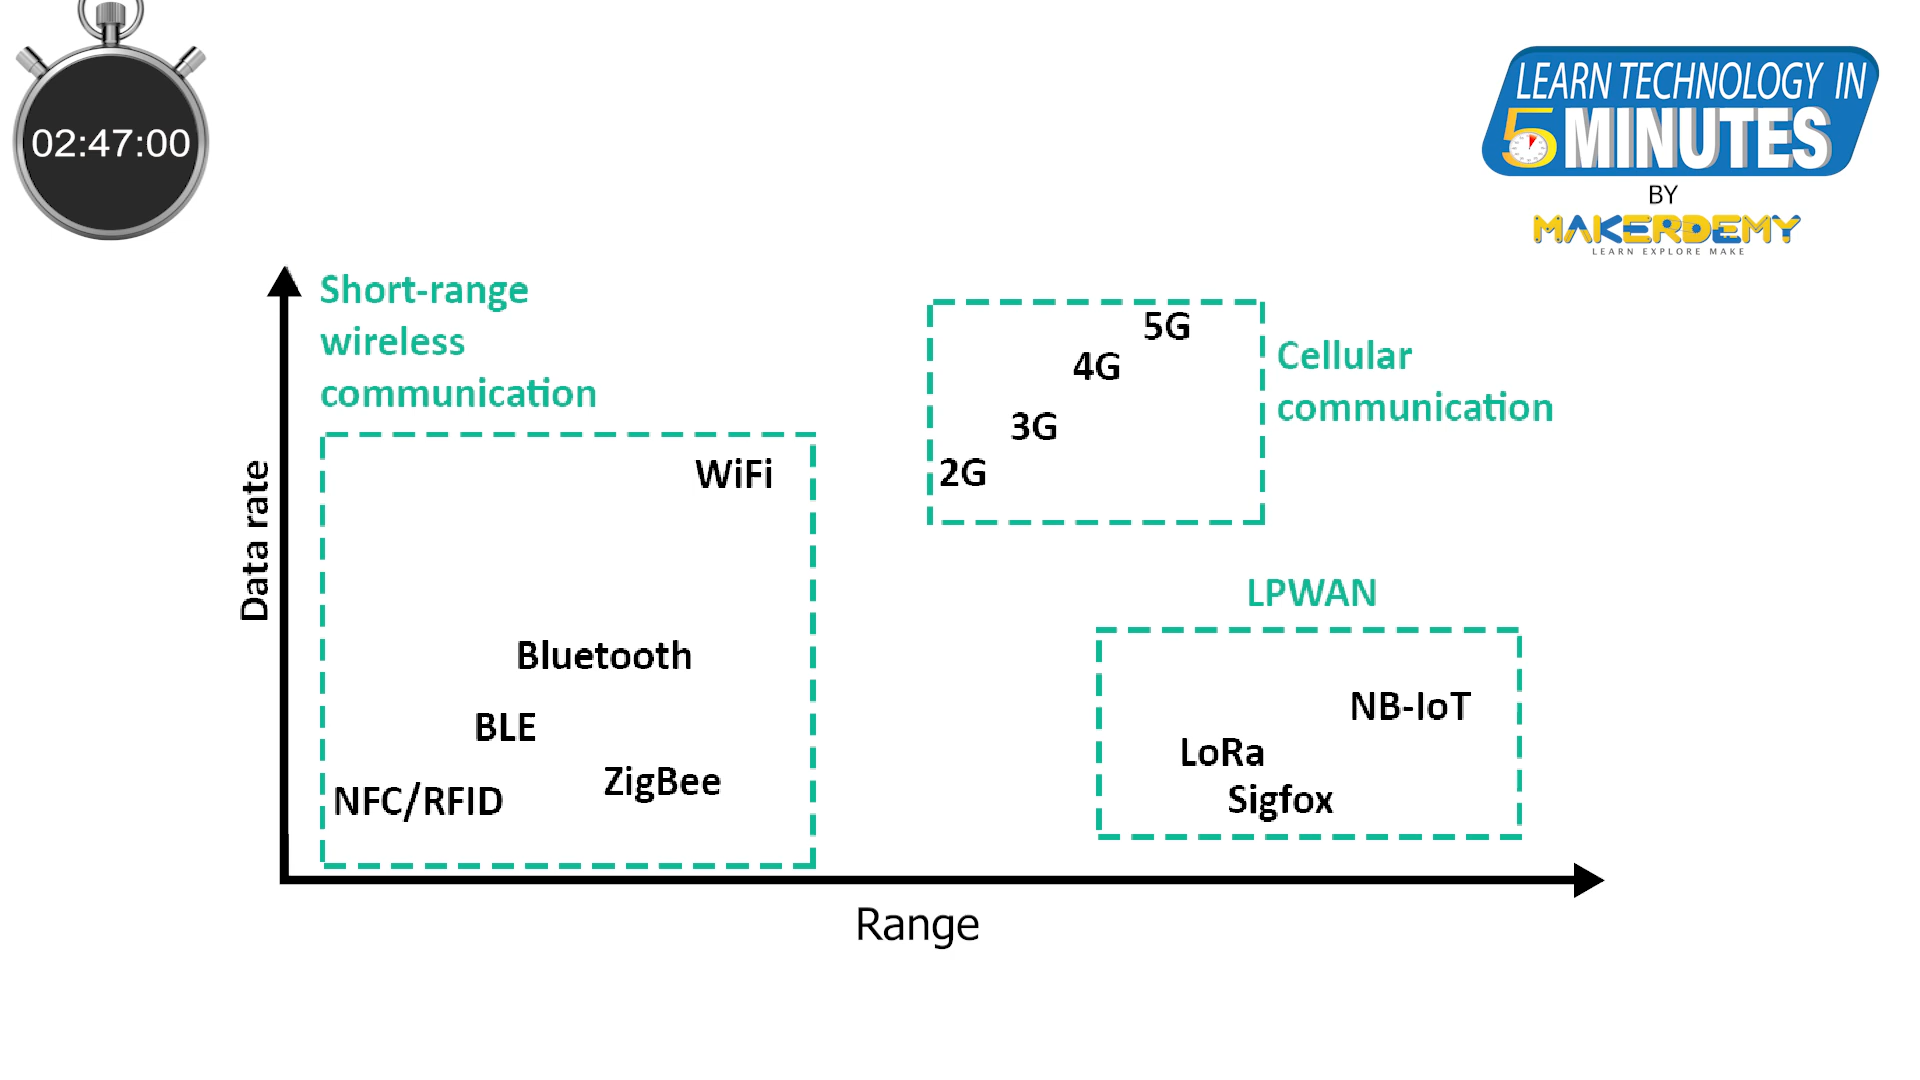 02:47:00
LEARN TECHNOLOGY IN
5 MINUTES
BY
MAKERDEMY
LEARN EXPLORE MAKE
Short-range
wireless
communication
Data rate
WiFi
Bluetooth
BLE
ZigBee
NFC/RFID
5G
4G
3G
2G
Cellular
communication
LPWAN
NB-IoT
LoRa
Sigfox
Range